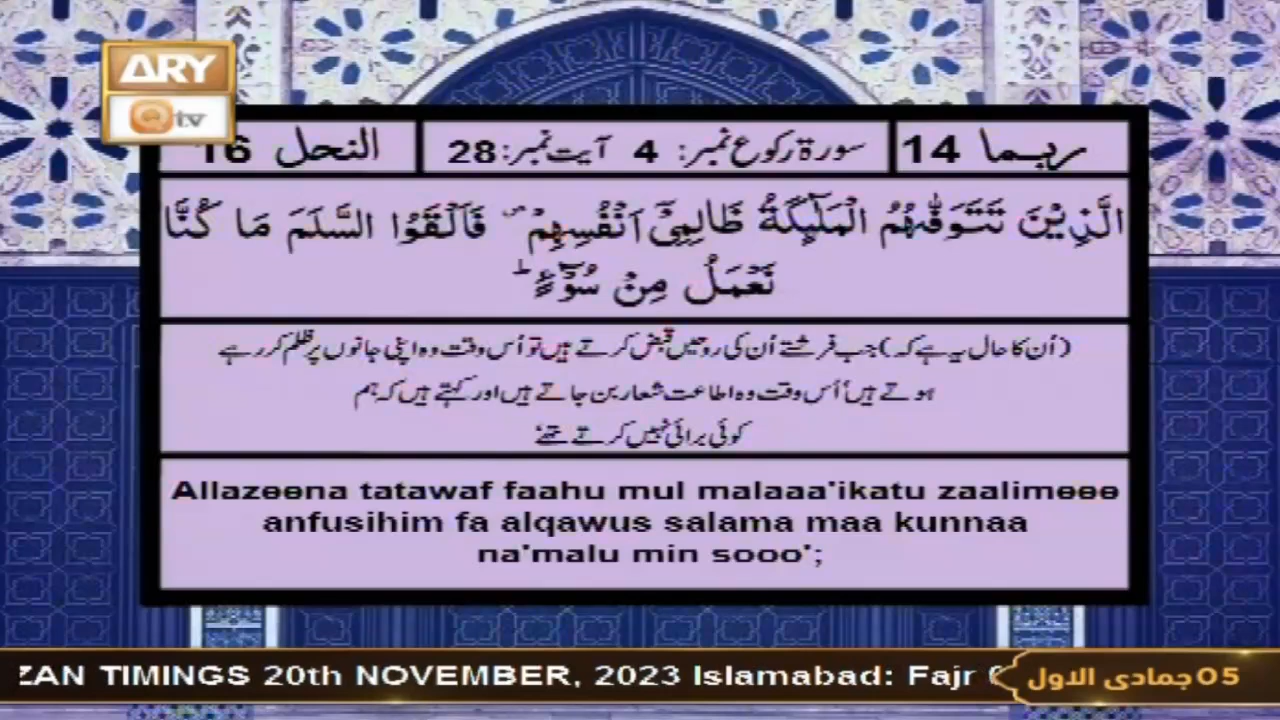 ARY
Qtv
ربما 14
سورۃ رکوع نمبر: 4 آیت نمبر: 28
النحل 16
الَّذِیْنَ تَتَوَفّٰىهُمُ الْمَلٰٓىِٕكَةُ ظَالِمِیْۤ اَنْفُسِهِمْ ۪ فَاَلْقَوُا السَّلَمَ مَا كُنَّا
نَعْمَلُ مِنْ سُوْٓءٍ ؕ
(اُن کا حال یہ ہے کہ) جب فرشتے اُن کی روحیں قبض کرتے ہیں تو اُس وقت وہ اپنی جانوں پر ظلم کر رہے
ہوتے ہیں' اُس وقت وہ اطاعت شعار بن جاتے ہیں اور کہتے ہیں کہ ہم
کوئی برائی نہیں کرتے تھے'
Allazeena tatawaf faahu mul malaaa'ikatu zaalimeee
anfusihim fa alqawus salama maa kunnaa
na'malu min sooo';
ZAN TIMINGS 20th NOVEMBER, 2023 Islamabad: Fajr
05 جمادی الاول